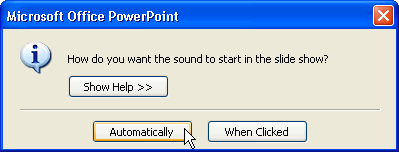 Microsoft Office PowerPoint
How do you want the sound to start in the slide show?
Show Help >>
Automatically
When Clicked